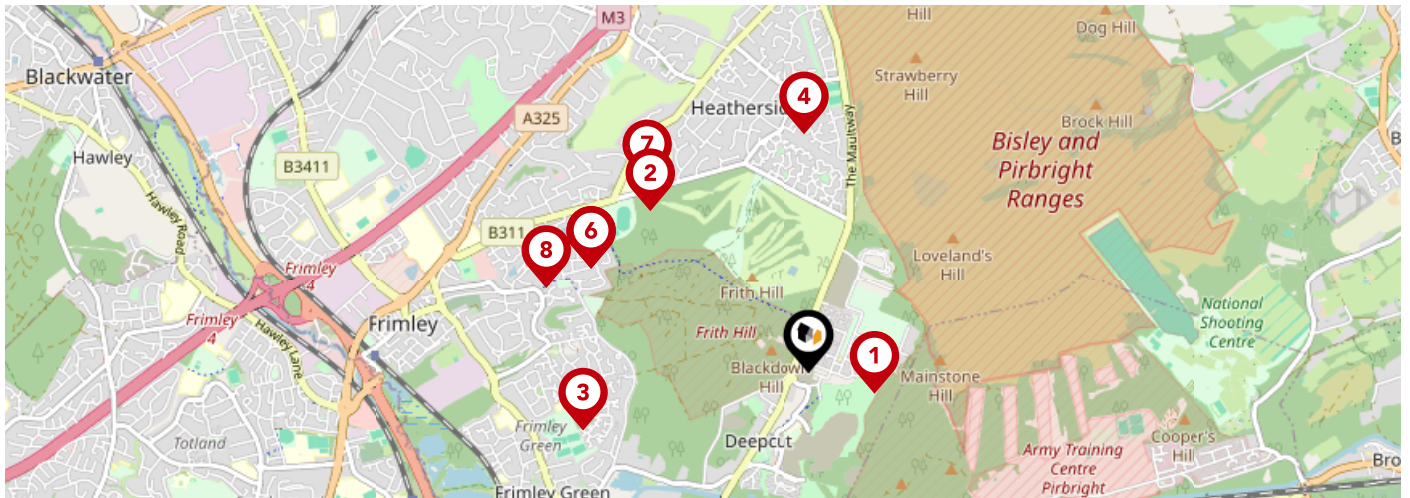 Hill
Dog Hill
M3
Blackwater
Strawberry
Hill
4
Heathersid
A325
Brock Hill
The Maultway
7
Bisley and
Pirbright
Ranges
Hawley
B3411
2
Hawley Road
B311
6
8
Loveland's
Hill
Frimley
4
Frith Hill
Frimley
4
Frimley
Hawley Lane
Frith Hill
National
Shooting
Centre
1
Blackdown
Hill
Mainstone
Hill
3
Totland
Frimley
Green
Deepcut
Cooper's
Hill
Army Training
Centre
Pirbright
Bro
Frimley Green